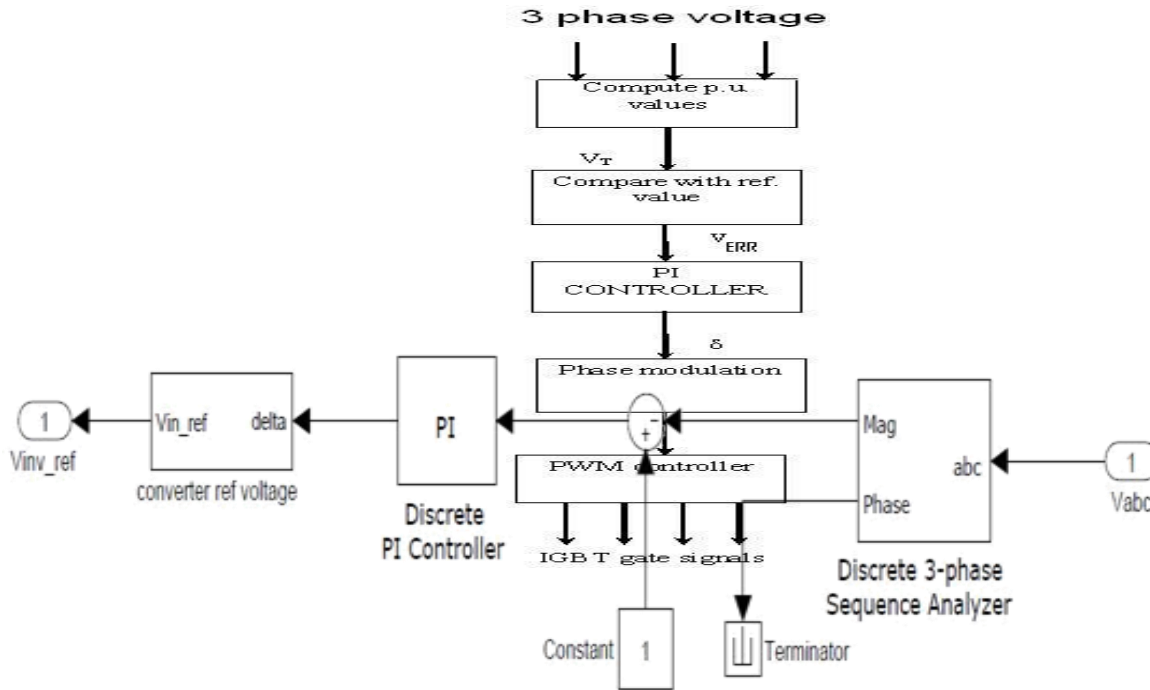 3 phase voltage
Compute p.u.
values
VT
Compare with ref.
value
VERR
PI
CONTROLLER
δ
Phase modulation
PWM controller
IGBT gate signals
1
Vinv_ref
Vin_ref
delta
converter ref voltage
PI
Discrete
PI Controller
-
+
Mag
abc
Phase
Discrete 3-phase
Sequence Analyzer
1
Vabc
Constant
1
Terminator